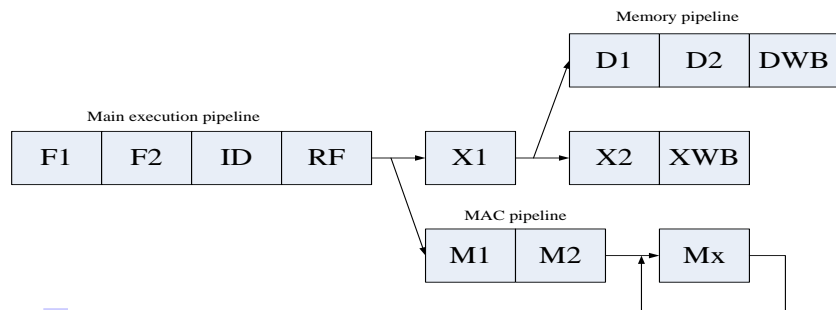 Memory pipeline
D1 D2 DWB
Main execution pipeline
F1 F2 ID RF X1 X2 XWB
MAC pipeline
M1 M2 Mx